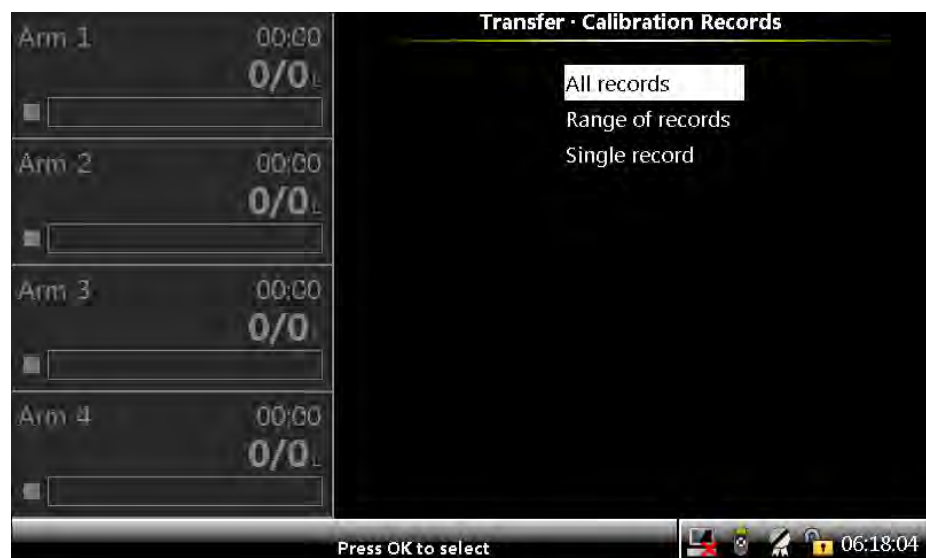 Arm 1 00:00
0/0 L
Arm 2 00:00
0/0 L
Arm 3 00:00
0/0
Arm 4 00:00
0/0 L
Transfer · Calibration Records
All records
Range of records
Single record
Press OK to select
06:18:04